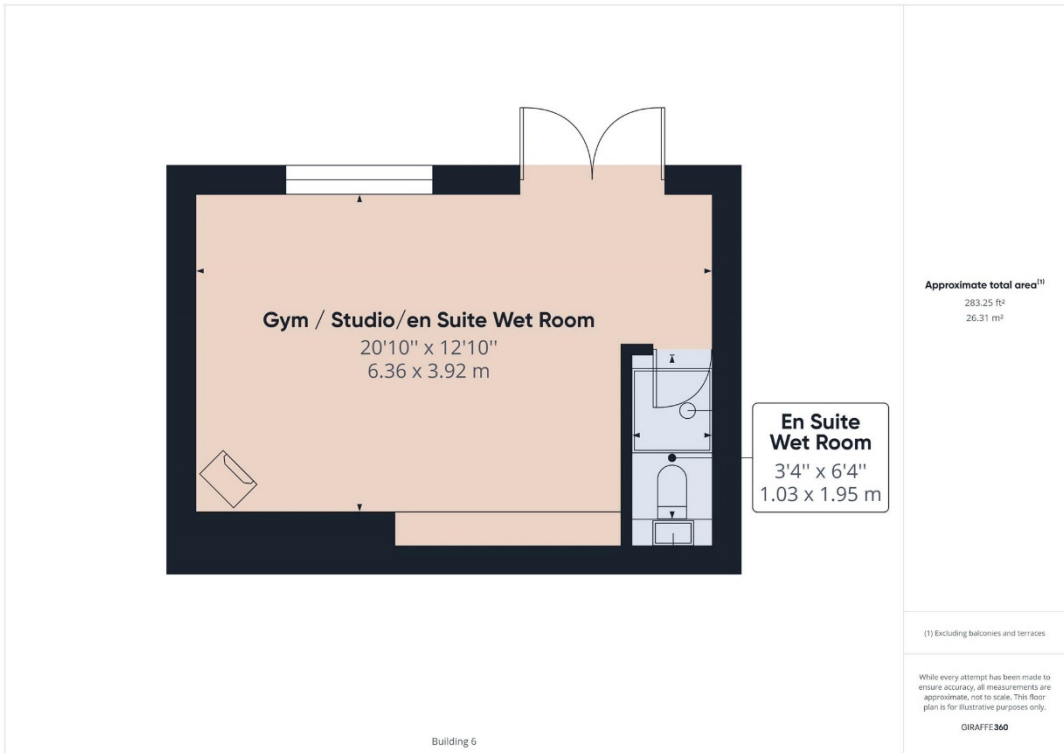 Gym / Studio/en Suite Wet Room
20'10'' x 12'10''
6.36 x 3.92 m
En Suite
Wet Room
3'4'' x 6'4''
1.03 x 1.95 m
Building 6
Approximate total area(1)
283.25 ft²
26.31 m²
(1) Excluding balconies and terraces
While every attempt has been made to
ensure accuracy, all measurements are
approximate, not to scale. This floor
plan is for illustrative purposes only.
GIRAFFE360